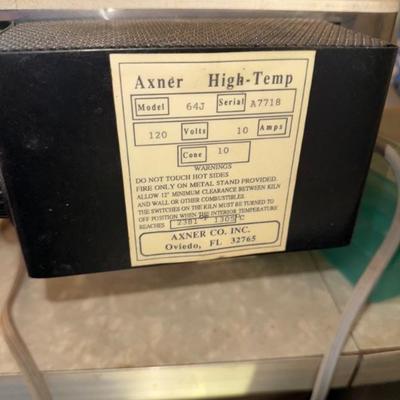 Axner High-Temp
Model 64J Serial A7718
120 Volts 10 Amps
Cone 10
WARNINGS
DO NOT TOUCH HOT SIDES
FIRE ONLY ON METAL STAND PROVIDED.
ALLOW 12" MINIMUM CLEARANCE BETWEEN KILN
AND WALL OR OTHER COMBUSTIBLES.
THE SWITCHES ON THE KILN MUST BE TURNED TO
OFF POSITION WHEN THE INTERIOR TEMPERATURE
REACHES 2381 °F 1305°C
AXNER CO. INC.
Oviedo, FL 32765